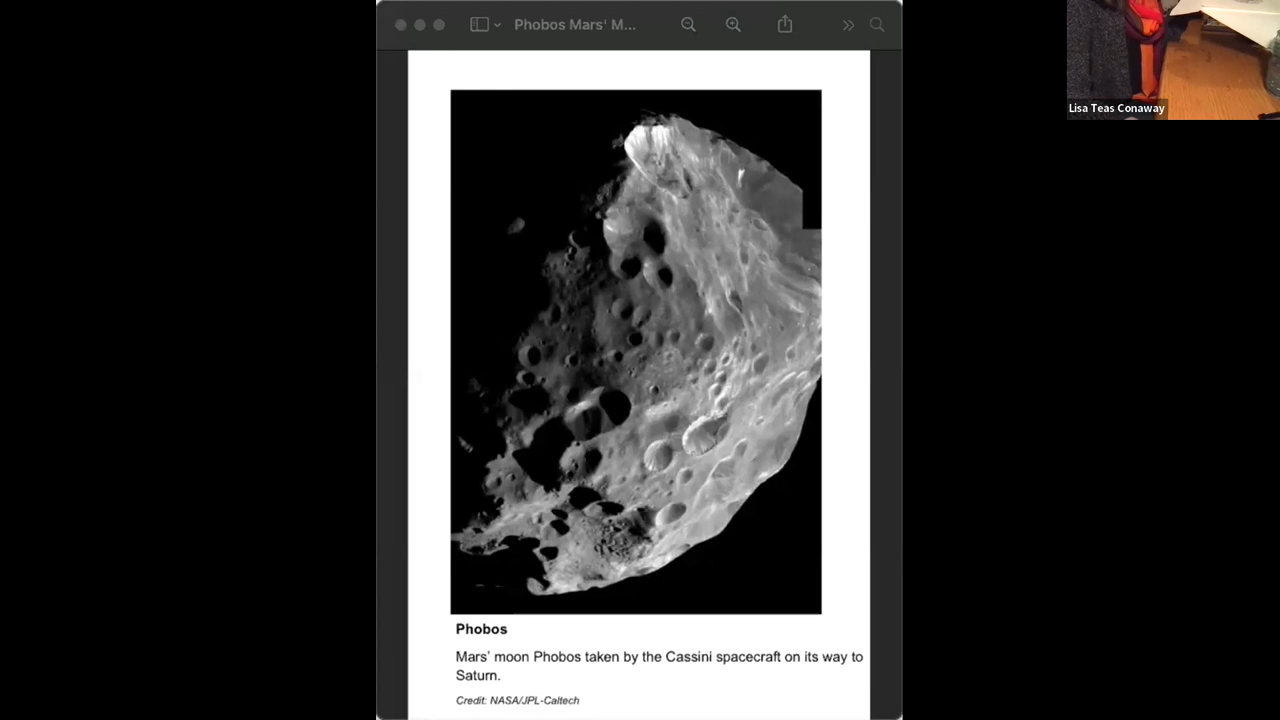 Phobos Mars' M...
Lisa Teas Conaway
Phobos
Mars' moon Phobos taken by the Cassini spacecraft on its way to
Saturn.
Credit: NASA/JPL-Caltech